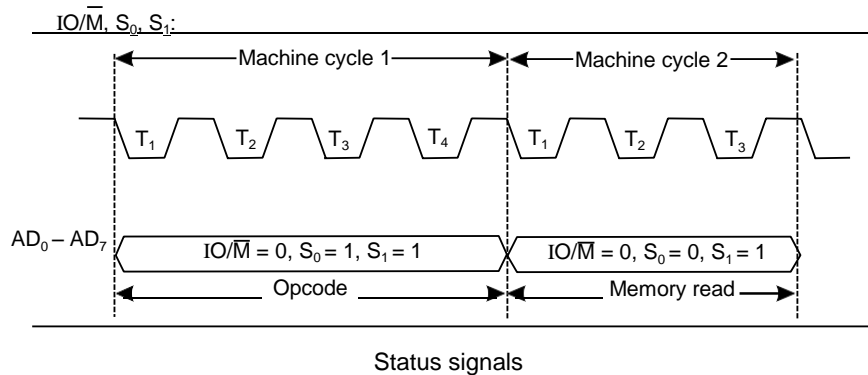 IO/M̅, S₀, S₁:
Machine cycle 1 Machine cycle 2
T₁ T₂ T₃ T₄ T₁ T₂ T₃
AD₀ – AD₇ IO/M̅ = 0, S₀ = 1, S₁ = 1 IO/M̅ = 0, S₀ = 0, S₁ = 1
Opcode Memory read
Status signals